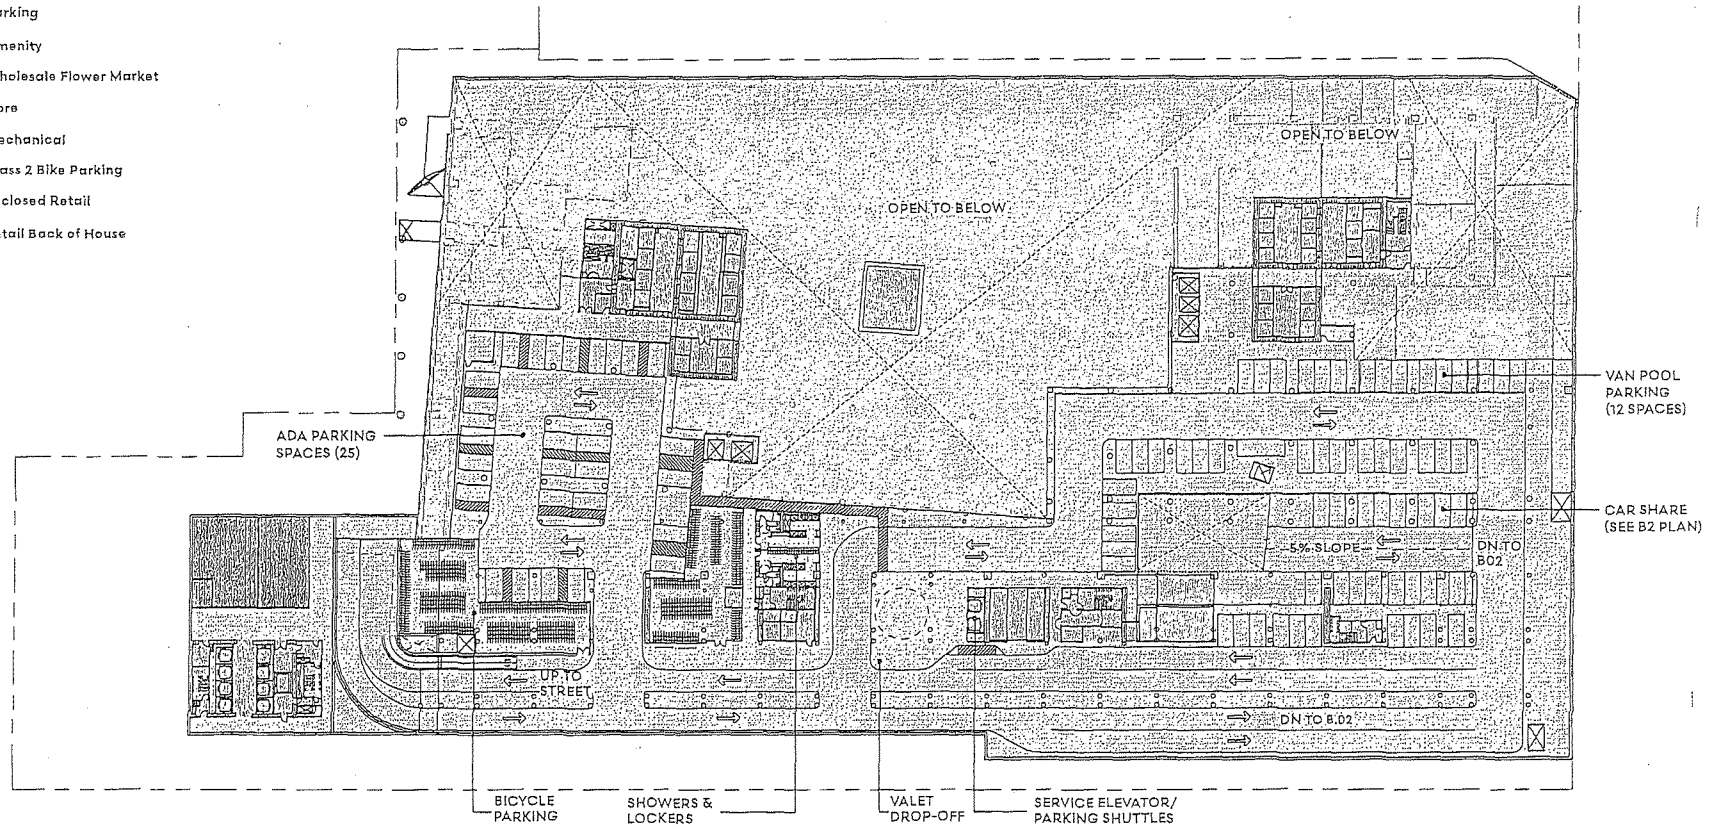 arking
menity
holesale Flower Market
ore
echanical
ass 2 Bike Parking
closed Retail
tail Back of House
OPEN TO BELOW
OPEN TO BELOW
VAN POOL
PARKING
(12 SPACES)
ADA PARKING
SPACES (25)
CAR SHARE
(SEE B2 PLAN)
5% SLOPE
DN TO
B02
UP TO
STREET
DN TO B.02
BICYCLE
PARKING
SHOWERS &
LOCKERS
VALET
DROP-OFF
SERVICE ELEVATOR/
PARKING SHUTTLES